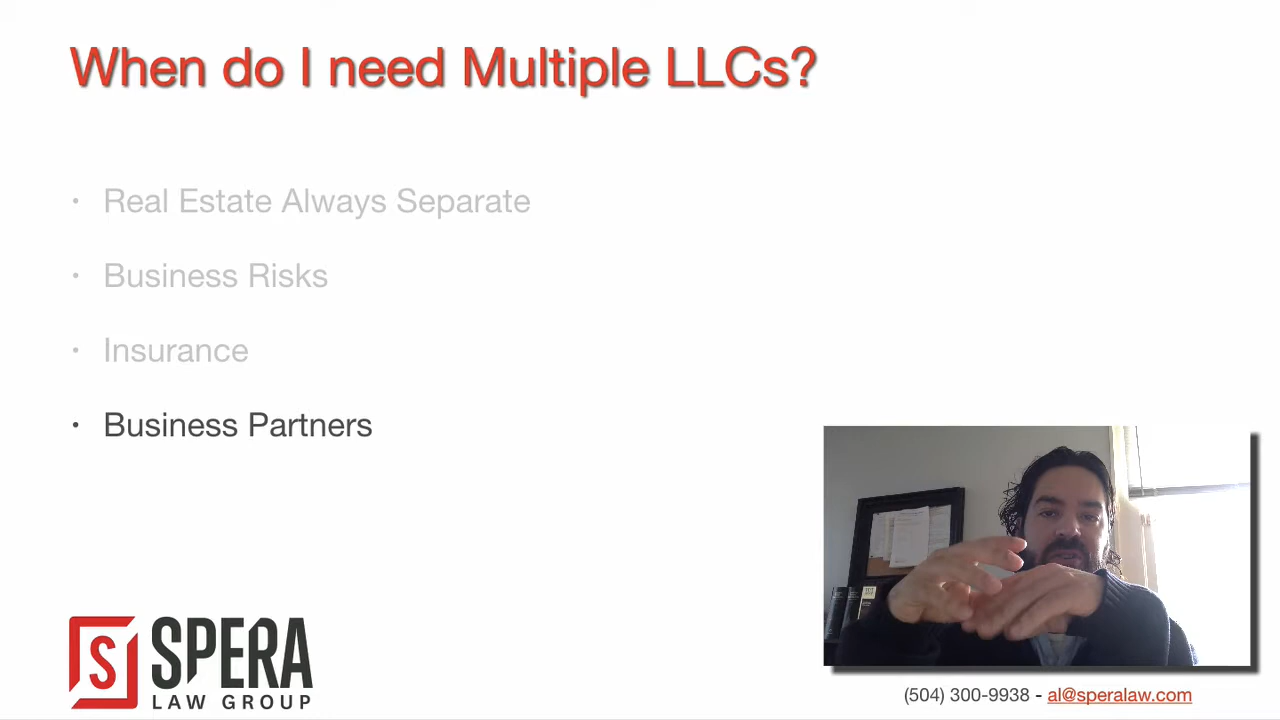 When do I need Multiple LLCs?
• Real Estate Always Separate
• Business Risks
• Insurance
• Business Partners
S SPERA
LAW GROUP
(504) 300-9938 - al@speralaw.com